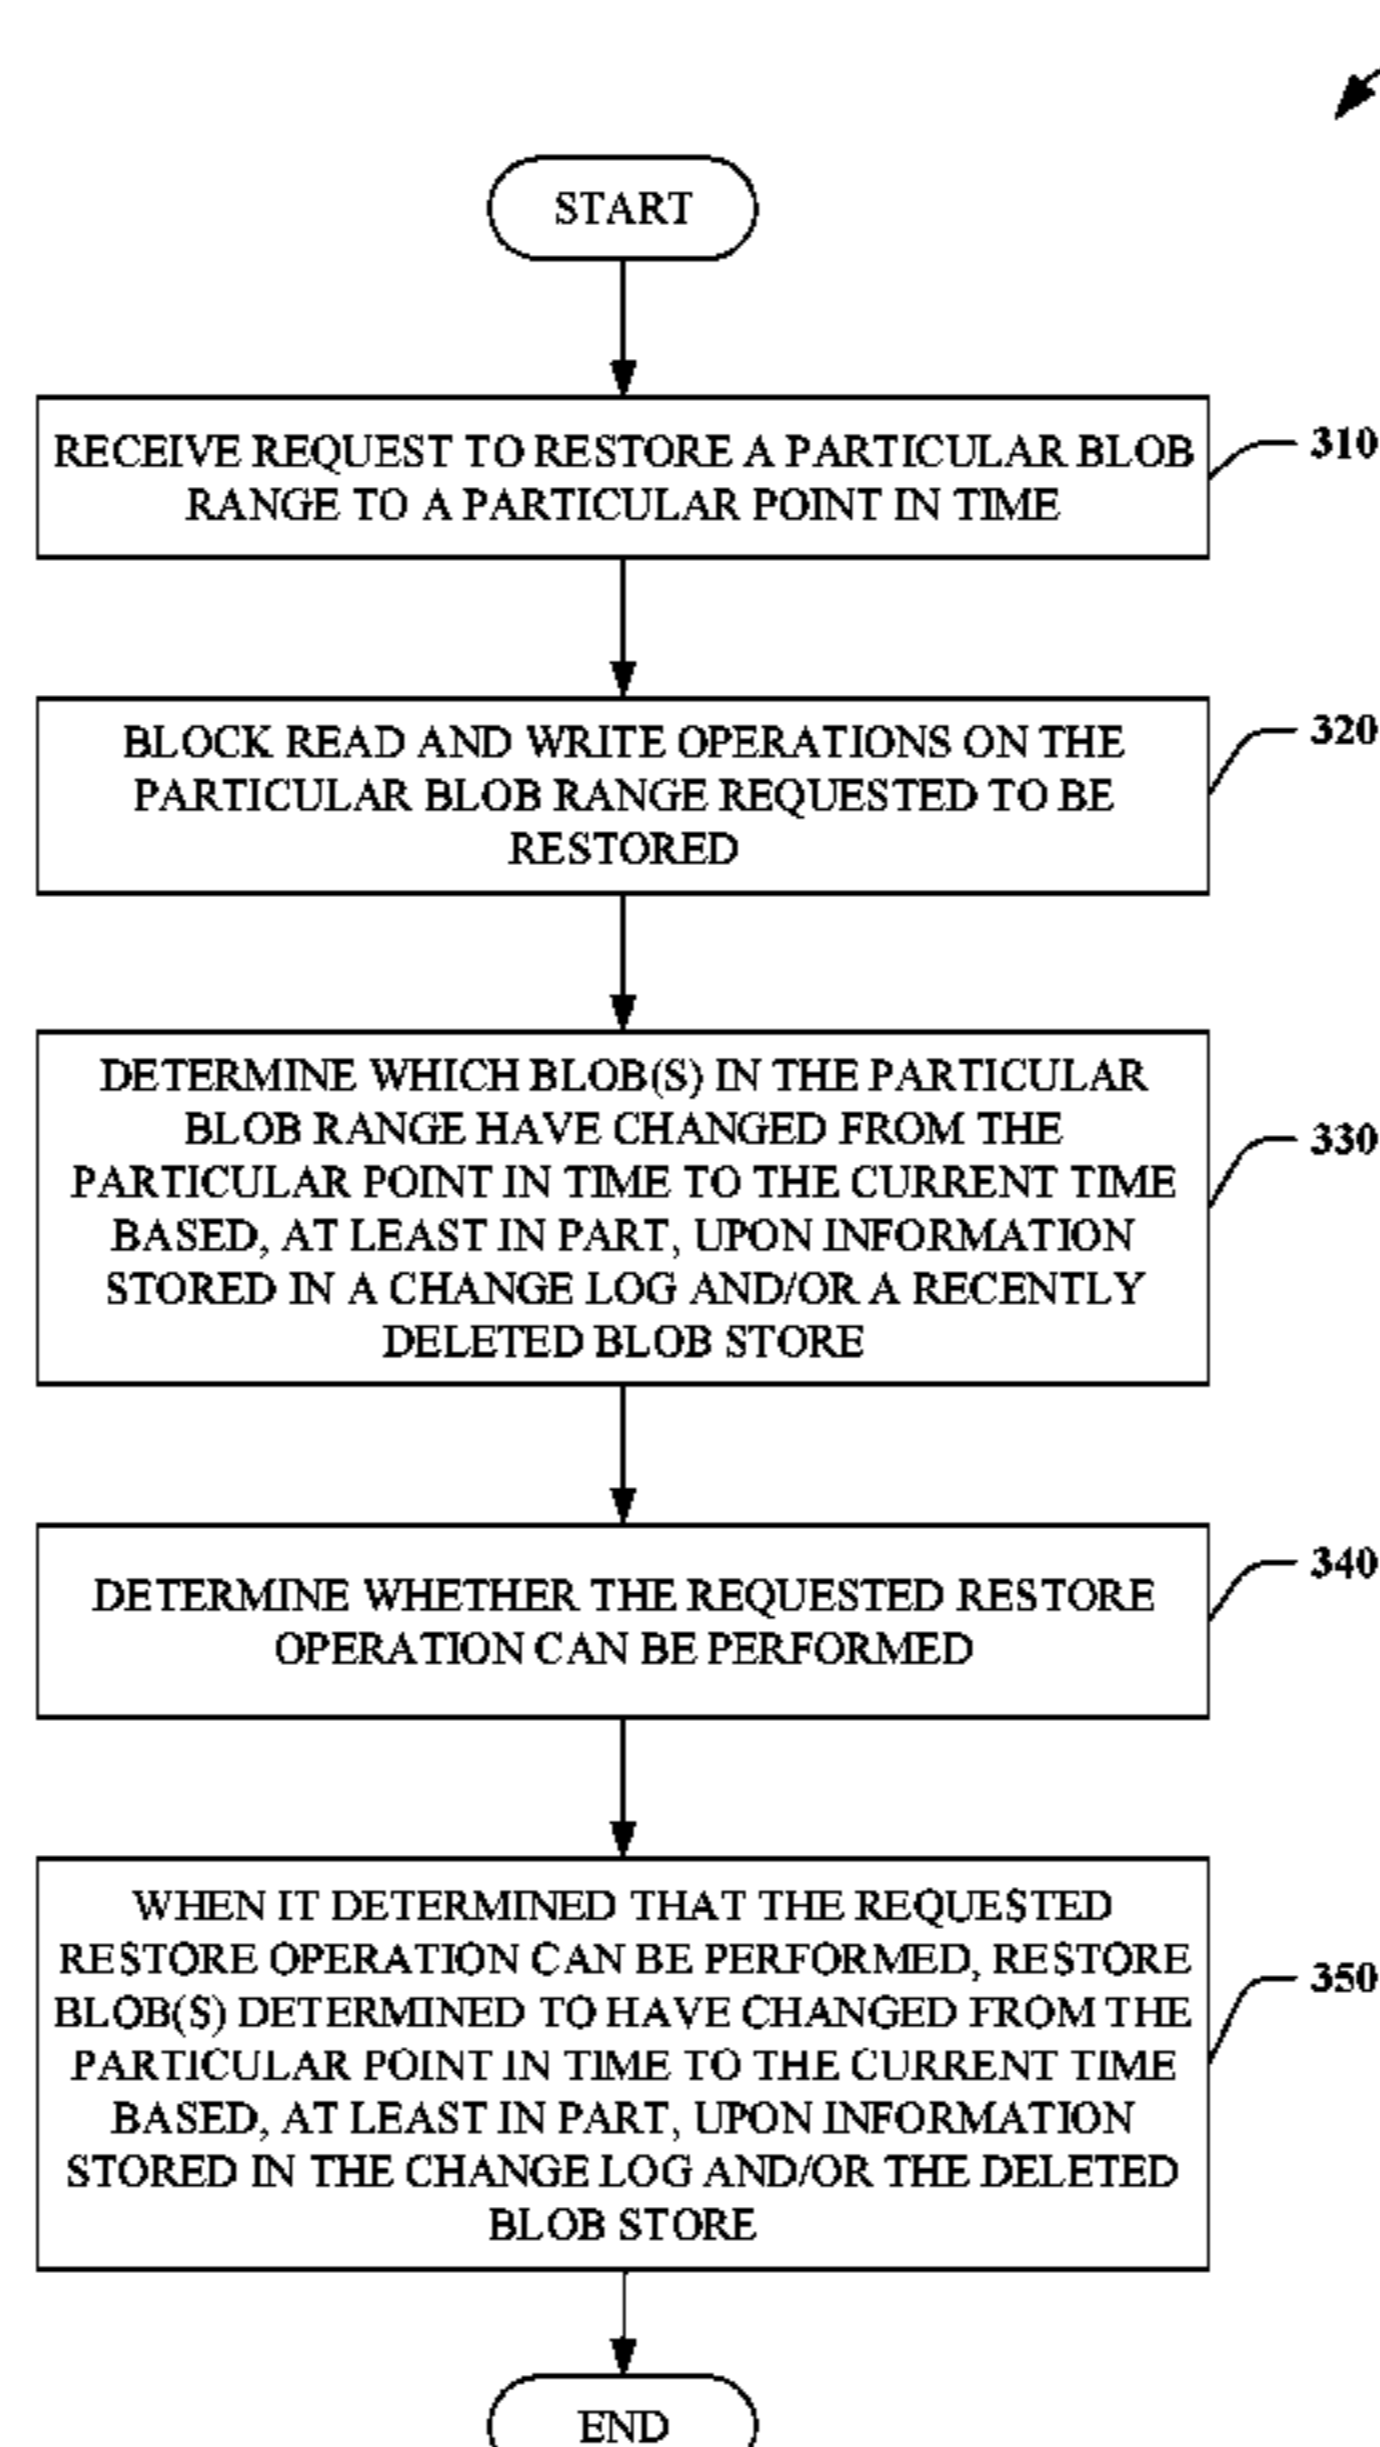 START
RECEIVE REQUEST TO RESTORE A PARTICULAR BLOB
RANGE TO A PARTICULAR POINT IN TIME
310
BLOCK READ AND WRITE OPERATIONS ON THE
PARTICULAR BLOB RANGE REQUESTED TO BE
RESTORED
320
DETERMINE WHICH BLOB(S) IN THE PARTICULAR
BLOB RANGE HAVE CHANGED FROM THE
PARTICULAR POINT IN TIME TO THE CURRENT TIME
BASED, AT LEAST IN PART, UPON INFORMATION
STORED IN A CHANGE LOG AND/OR A RECENTLY
DELETED BLOB STORE
330
DETERMINE WHETHER THE REQUESTED RESTORE
OPERATION CAN BE PERFORMED
340
WHEN IT DETERMINED THAT THE REQUESTED
RESTORE OPERATION CAN BE PERFORMED, RESTORE
BLOB(S) DETERMINED TO HAVE CHANGED FROM THE
PARTICULAR POINT IN TIME TO THE CURRENT TIME
BASED, AT LEAST IN PART, UPON INFORMATION
STORED IN THE CHANGE LOG AND/OR THE DELETED
BLOB STORE
350
END